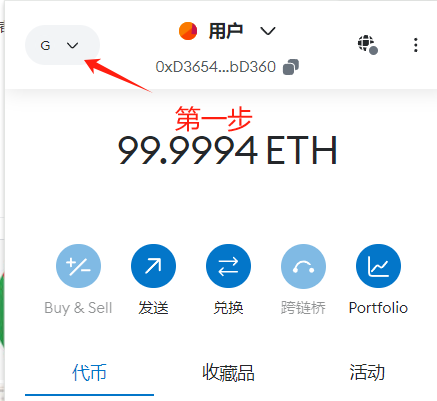 G
用户
0xD3654...bD360
第一步
99.9994 ETH
Buy & Sell
发送
兑换
跨链桥
Portfolio
代币
收藏品
活动